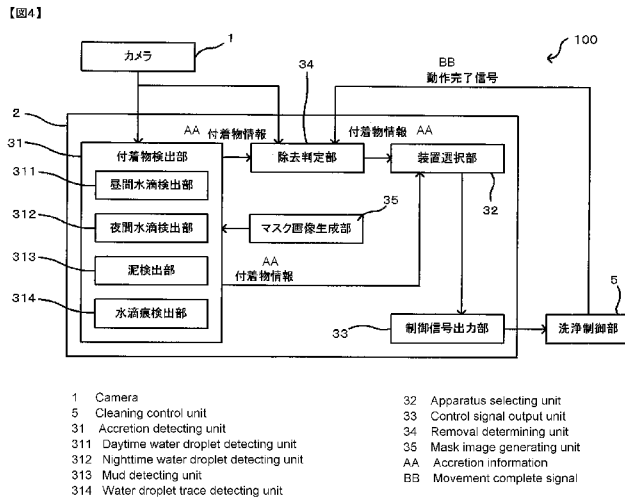 【図4】
カメラ
1
34
BB
動作完了信号
100
2
31
AA
付着物情報
付着物情報 AA
付着物検出部
除去判定部
装置選択部
311
昼間水滴検出部
32
312
夜間水滴検出部
マスク画像生成部
35
313
泥検出部
AA
付着物情報
314
水滴痕検出部
33
制御信号出力部
洗浄制御部
5
1 Camera
5 Cleaning control unit
31 Accretion detecting unit
311 Daytime water droplet detecting unit
312 Nighttime water droplet detecting unit
313 Mud detecting unit
314 Water droplet trace detecting unit
32 Apparatus selecting unit
33 Control signal output unit
34 Removal determining unit
35 Mask image generating unit
AA Accretion information
BB Movement complete signal